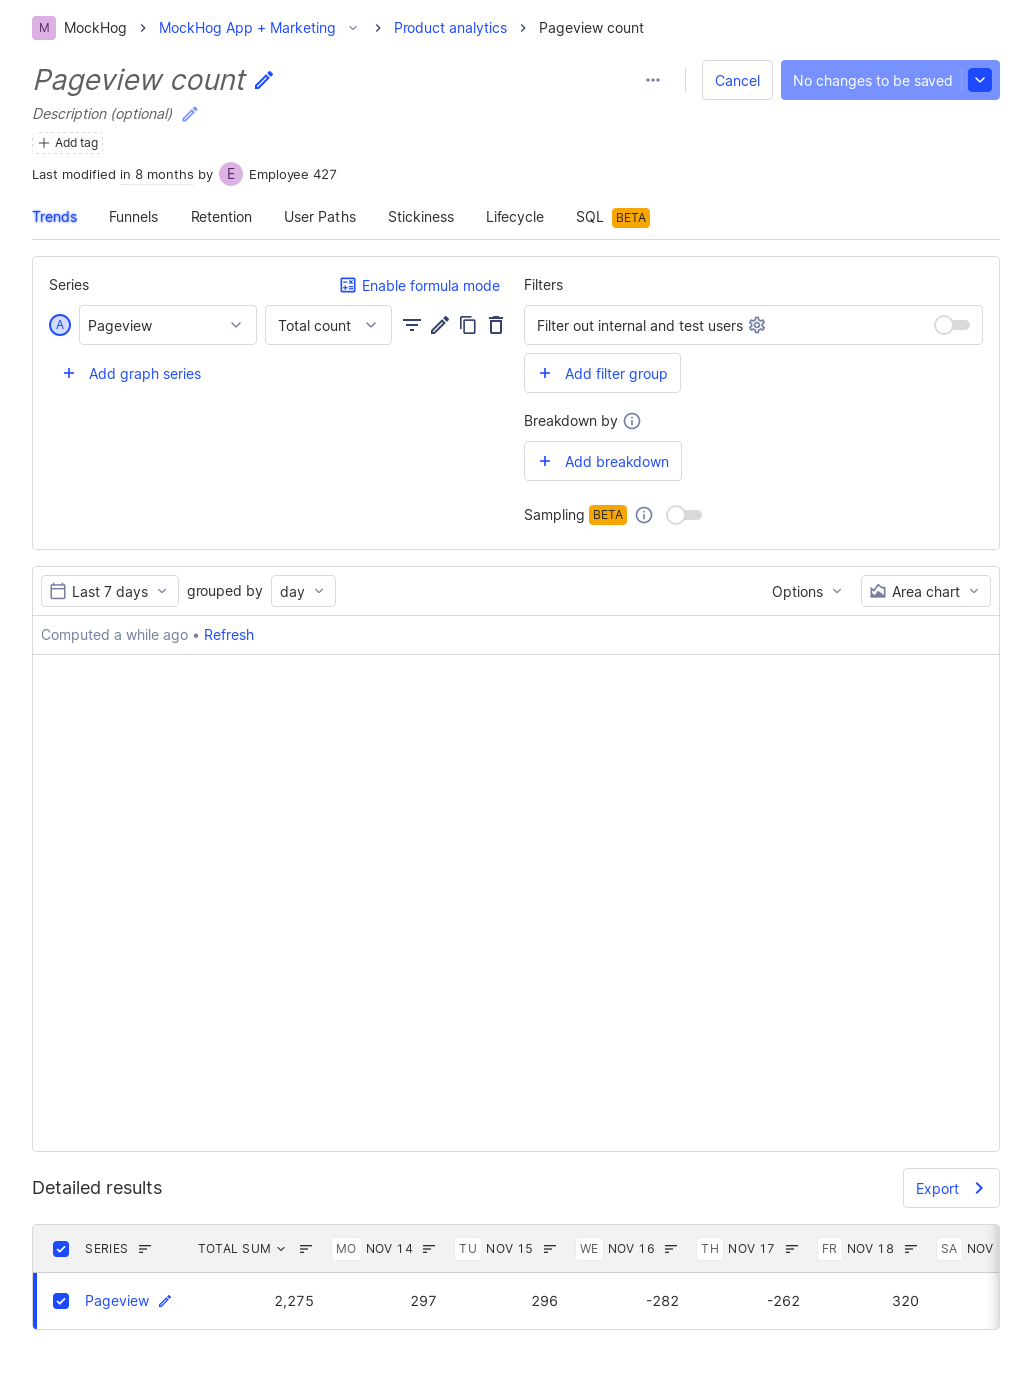 M MockHog MockHog App + Marketing Product analytics Pageview count
Pageview count
Cancel No changes to be saved
Description (optional)
Add tag
Last modified in 8 months by E Employee 427
Trends Funnels Retention User Paths Stickiness Lifecycle SQL BETA
Series Enable formula mode Filters
A Pageview Total count Filter out internal and test users
Add graph series Add filter group
Breakdown by
Add breakdown
Sampling BETA
Last 7 days grouped by day Options Area chart
Computed a while ago • Refresh
Detailed results Export
SERIES TOTAL SUM MO NOV 14 TU NOV 15 WE NOV 16 TH NOV 17 FR NOV 18 SA NOV
Pageview 2,275 297 296 -282 -262 320